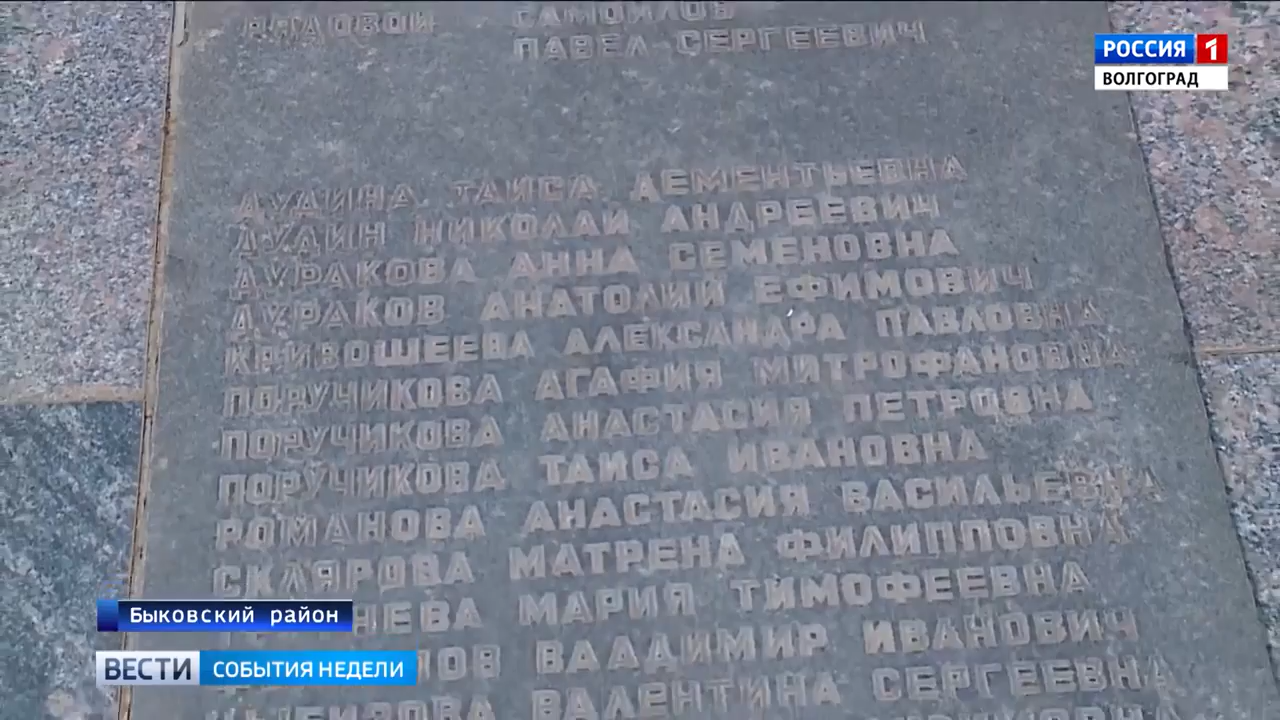 РЯДОВОЙ САМОЙЛОВ
ПАВЕЛ СЕРГЕЕВИЧ
РОССИЯ 1
ВОЛГОГРАД
ДУДИНА ТАИСА ДЕМЕНТЬЕВНА
ДУДИН НИКОЛАЙ АНДРЕЕВИЧ
ДУРАКОВА АННА СЕМЕНОВНА
ДУРАКОВ АНАТОЛИЙ ЕФИМОВИЧ
КРИВОШЕЕВА АЛЕКСАНДРА ПАВЛОВНА
ПОРУЧИКОВА АГАФИЯ МИТРОФАНОВНА
ПОРУЧИКОВА АНАСТАСИЯ ПЕТРОВНА
ПОРУЧИКОВА ТАИСА ИВАНОВНА
РОМАНОВА АНАСТАСИЯ ВАСИЛЬЕВНА
СКЛЯРОВА МАТРЕНА ФИЛИППОВНА
МАРИЯ ТИМОФЕЕВНА
ВЛАДИМИР ИВАНОВИЧ
ВАЛЕНТИНА СЕРГЕЕВНА
Быковский район
ВЕСТИ СОБЫТИЯ НЕДЕЛИ